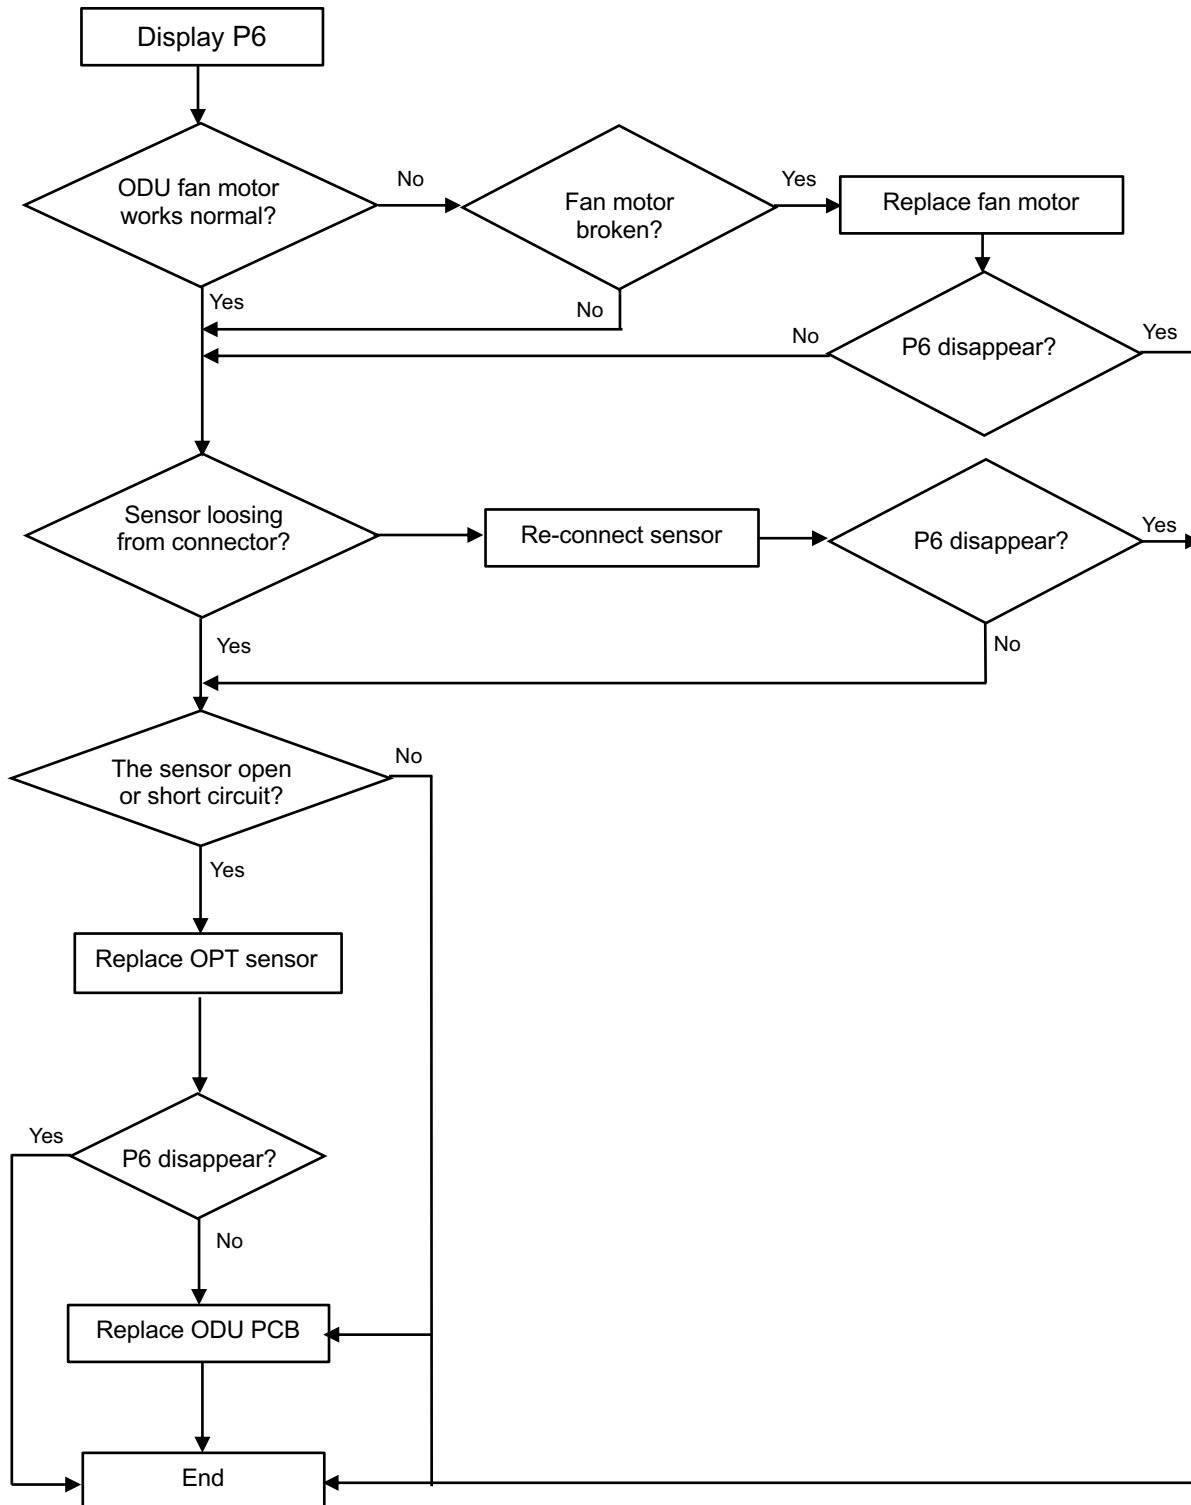 Display P6
ODU fan motor
works normal?
No
Fan motor
broken?
Yes
Replace fan motor
Yes
No
No
P6 disappear?
Yes
Sensor loosing
from connector?
Re-connect sensor
P6 disappear?
Yes
Yes
No
The sensor open
or short circuit?
No
Yes
Replace OPT sensor
Yes
P6 disappear?
No
Replace ODU PCB
End